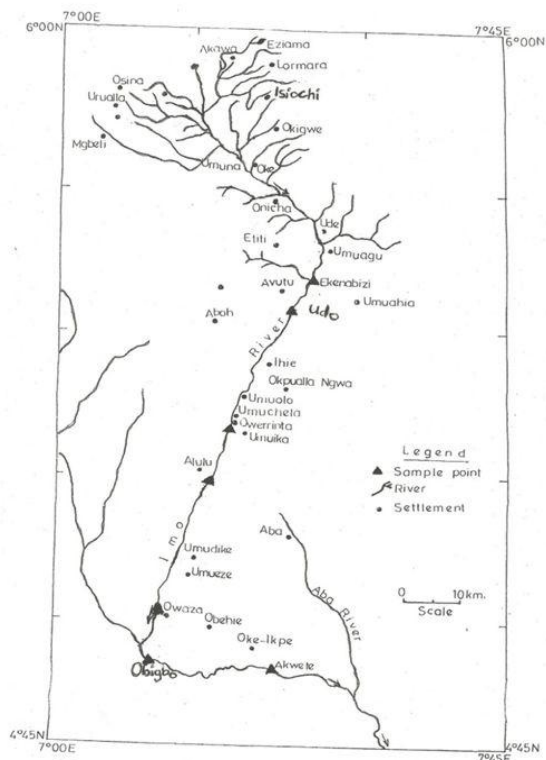 7°00E
7°45E
6°00N
6°00N
Akawa
Eziama
Lormara
Osina
Isiochi
Urualla
Okigwe
Mgbeli
Umuna
Oke
Onicha
Ude
Etiti
Umuagu
Ekenabizi
Avutu
Umuahia
Aboh
Udo
River
Ihie
Okpualla Ngwa
Umuolo
Umuchela
Owerrinta
Umuika
Legend
Alulu
Sample point
River
Settlement
Imo
Aba
Umudike
Umueze
Aba River
0 10km.
Scale
Owaza
Obehie
Oke-Ikpe
Obigbo
Akwete
4°45N
4°45N
7°00E
7°45E